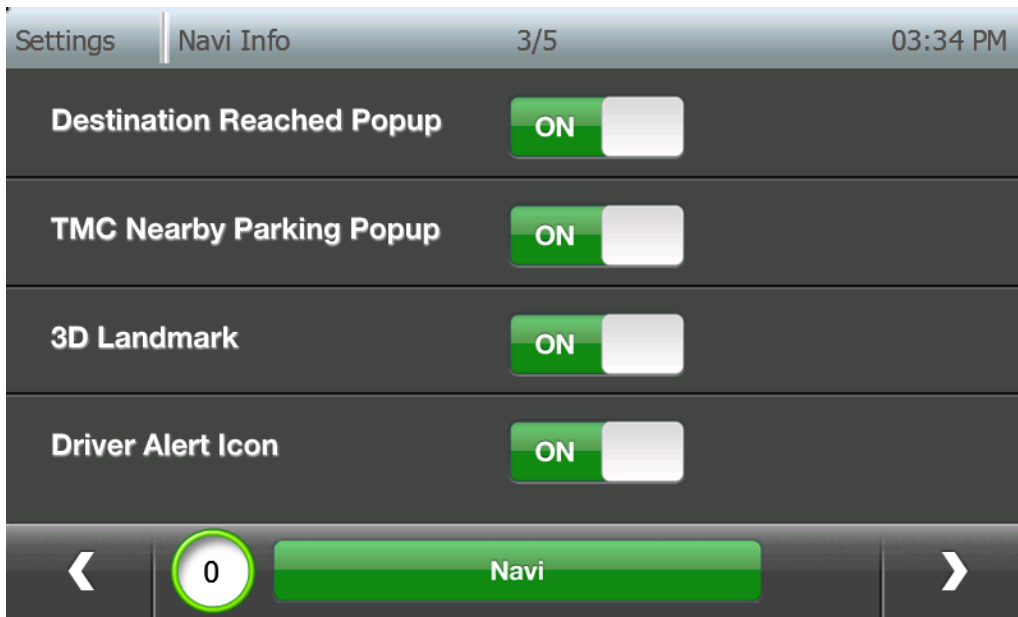 Settings Navi Info 3/5 03:34 PM
Destination Reached Popup ON
TMC Nearby Parking Popup ON
3D Landmark ON
Driver Alert Icon ON
0 Navi